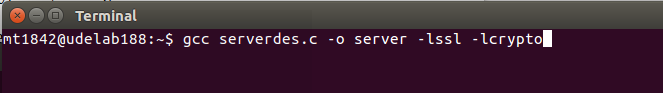 Terminal
mt1842@udelab188:~$ gcc serverdes.c -o server -lssl -lcrypto